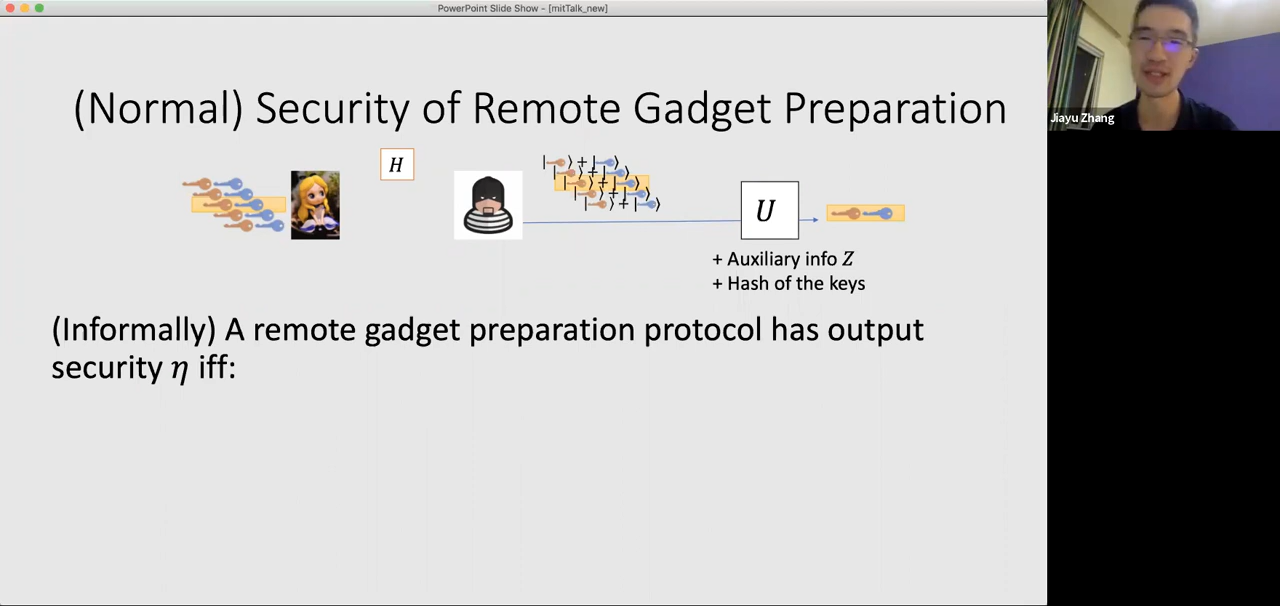 PowerPoint Slide Show - [mitTalk_new]
(Normal) Security of Remote Gadget Preparation
H
| ⟩ + | ⟩
| ⟩ + | ⟩
| ⟩ + | ⟩
| ⟩ + | ⟩
| ⟩ + | ⟩
U
+ Auxiliary info Z
+ Hash of the keys
(Informally) A remote gadget preparation protocol has output
security η iff:
Jiayu Zhang